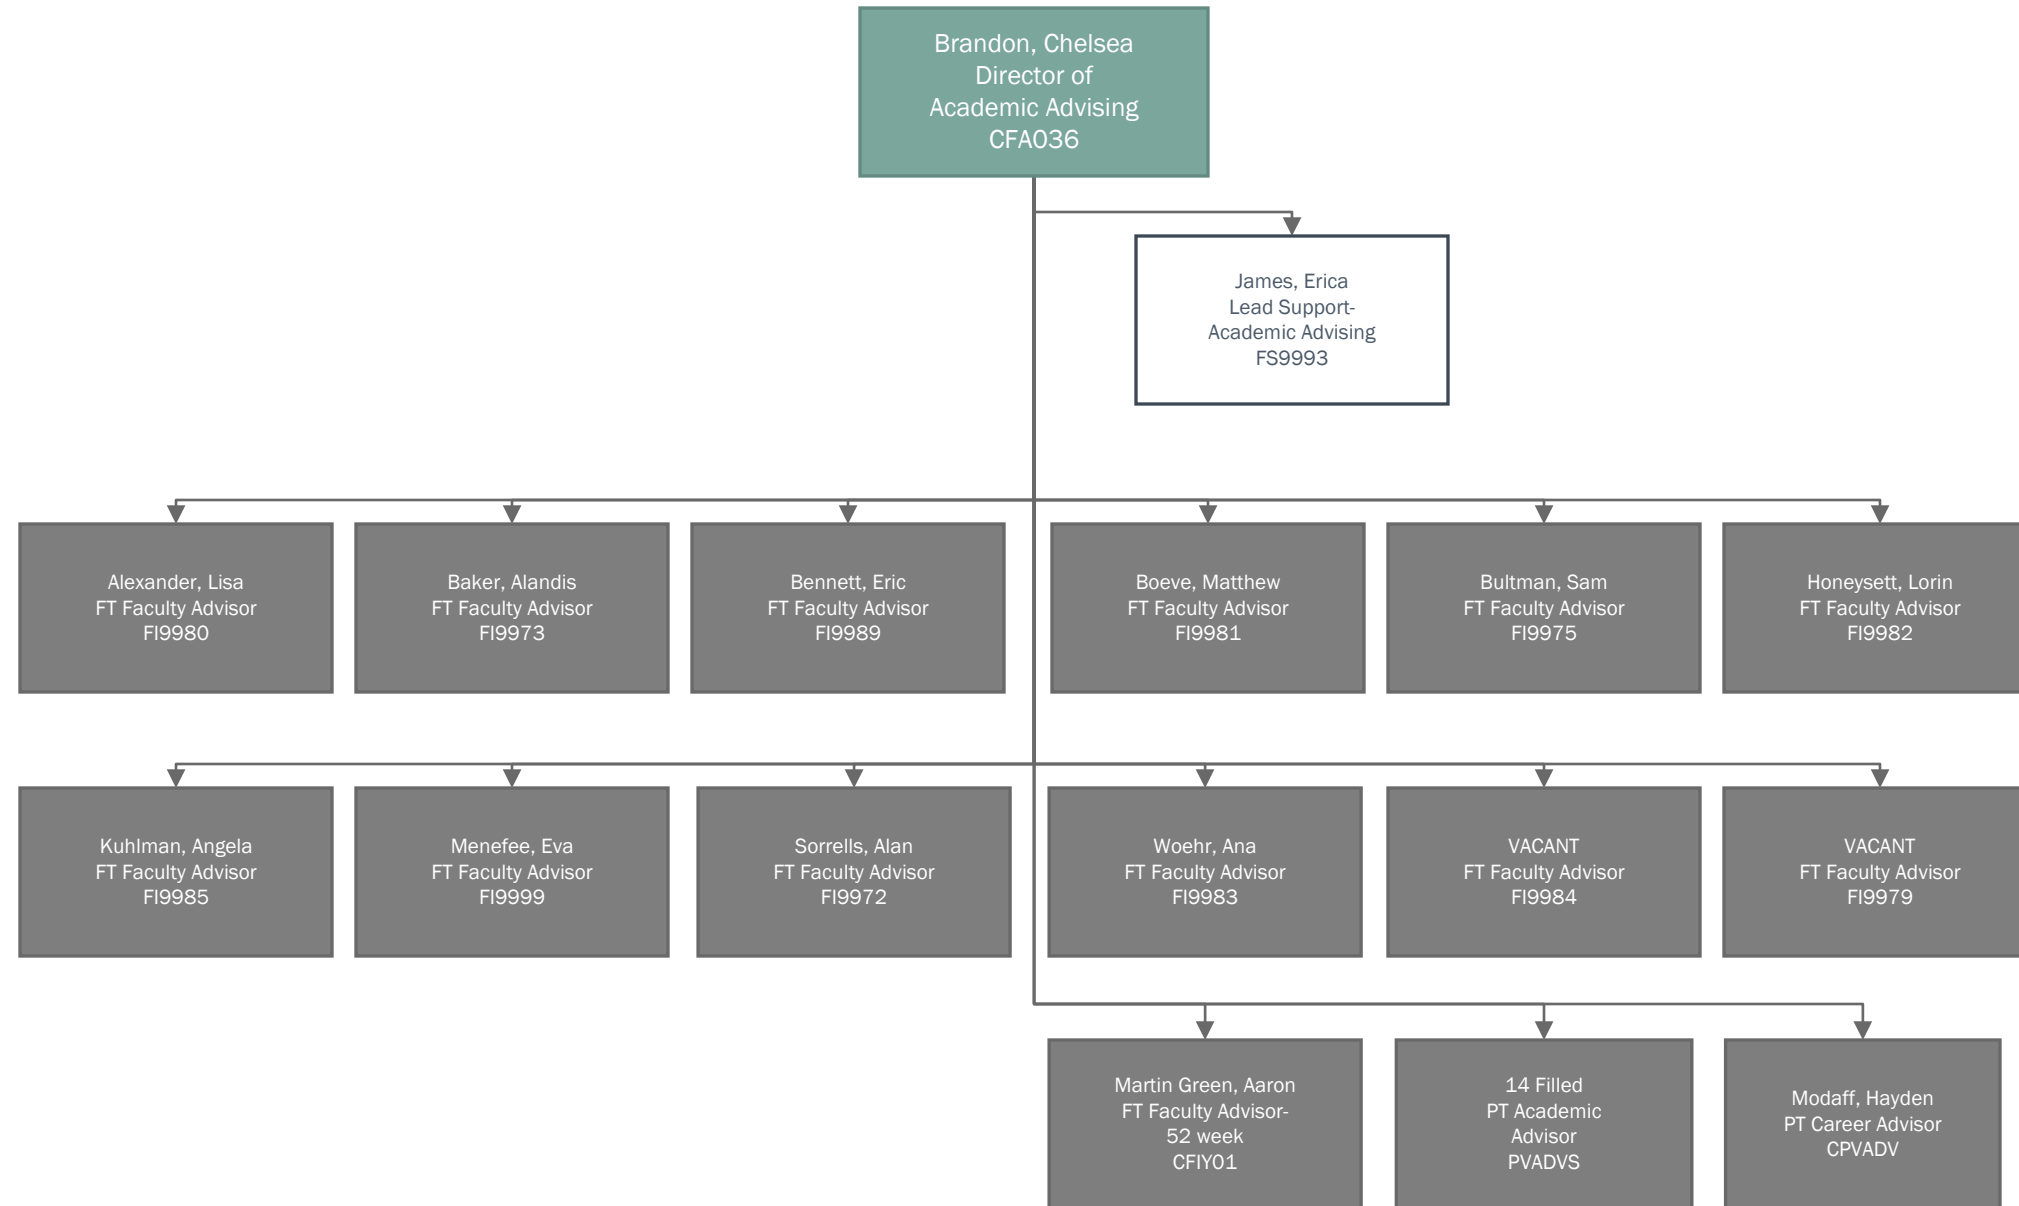 Brandon, Chelsea
Director of
Academic Advising
CFA036
James, Erica
Lead Support-
Academic Advising
FS9993
Alexander, Lisa
FT Faculty Advisor
FI9980
Baker, Alandis
FT Faculty Advisor
FI9973
Bennett, Eric
FT Faculty Advisor
FI9989
Boeve, Matthew
FT Faculty Advisor
FI9981
Bultman, Sam
FT Faculty Advisor
FI9975
Honeysett, Lorin
FT Faculty Advisor
FI9982
Kuhlman, Angela
FT Faculty Advisor
FI9985
Menefee, Eva
FT Faculty Advisor
FI9999
Sorrells, Alan
FT Faculty Advisor
FI9972
Woehr, Ana
FT Faculty Advisor
FI9983
VACANT
FT Faculty Advisor
FI9984
VACANT
FT Faculty Advisor
FI9979
Martin Green, Aaron
FT Faculty Advisor-
52 week
CFIY01
14 Filled
PT Academic
Advisor
PVADVS
Modaff, Hayden
PT Career Advisor
CPVADV